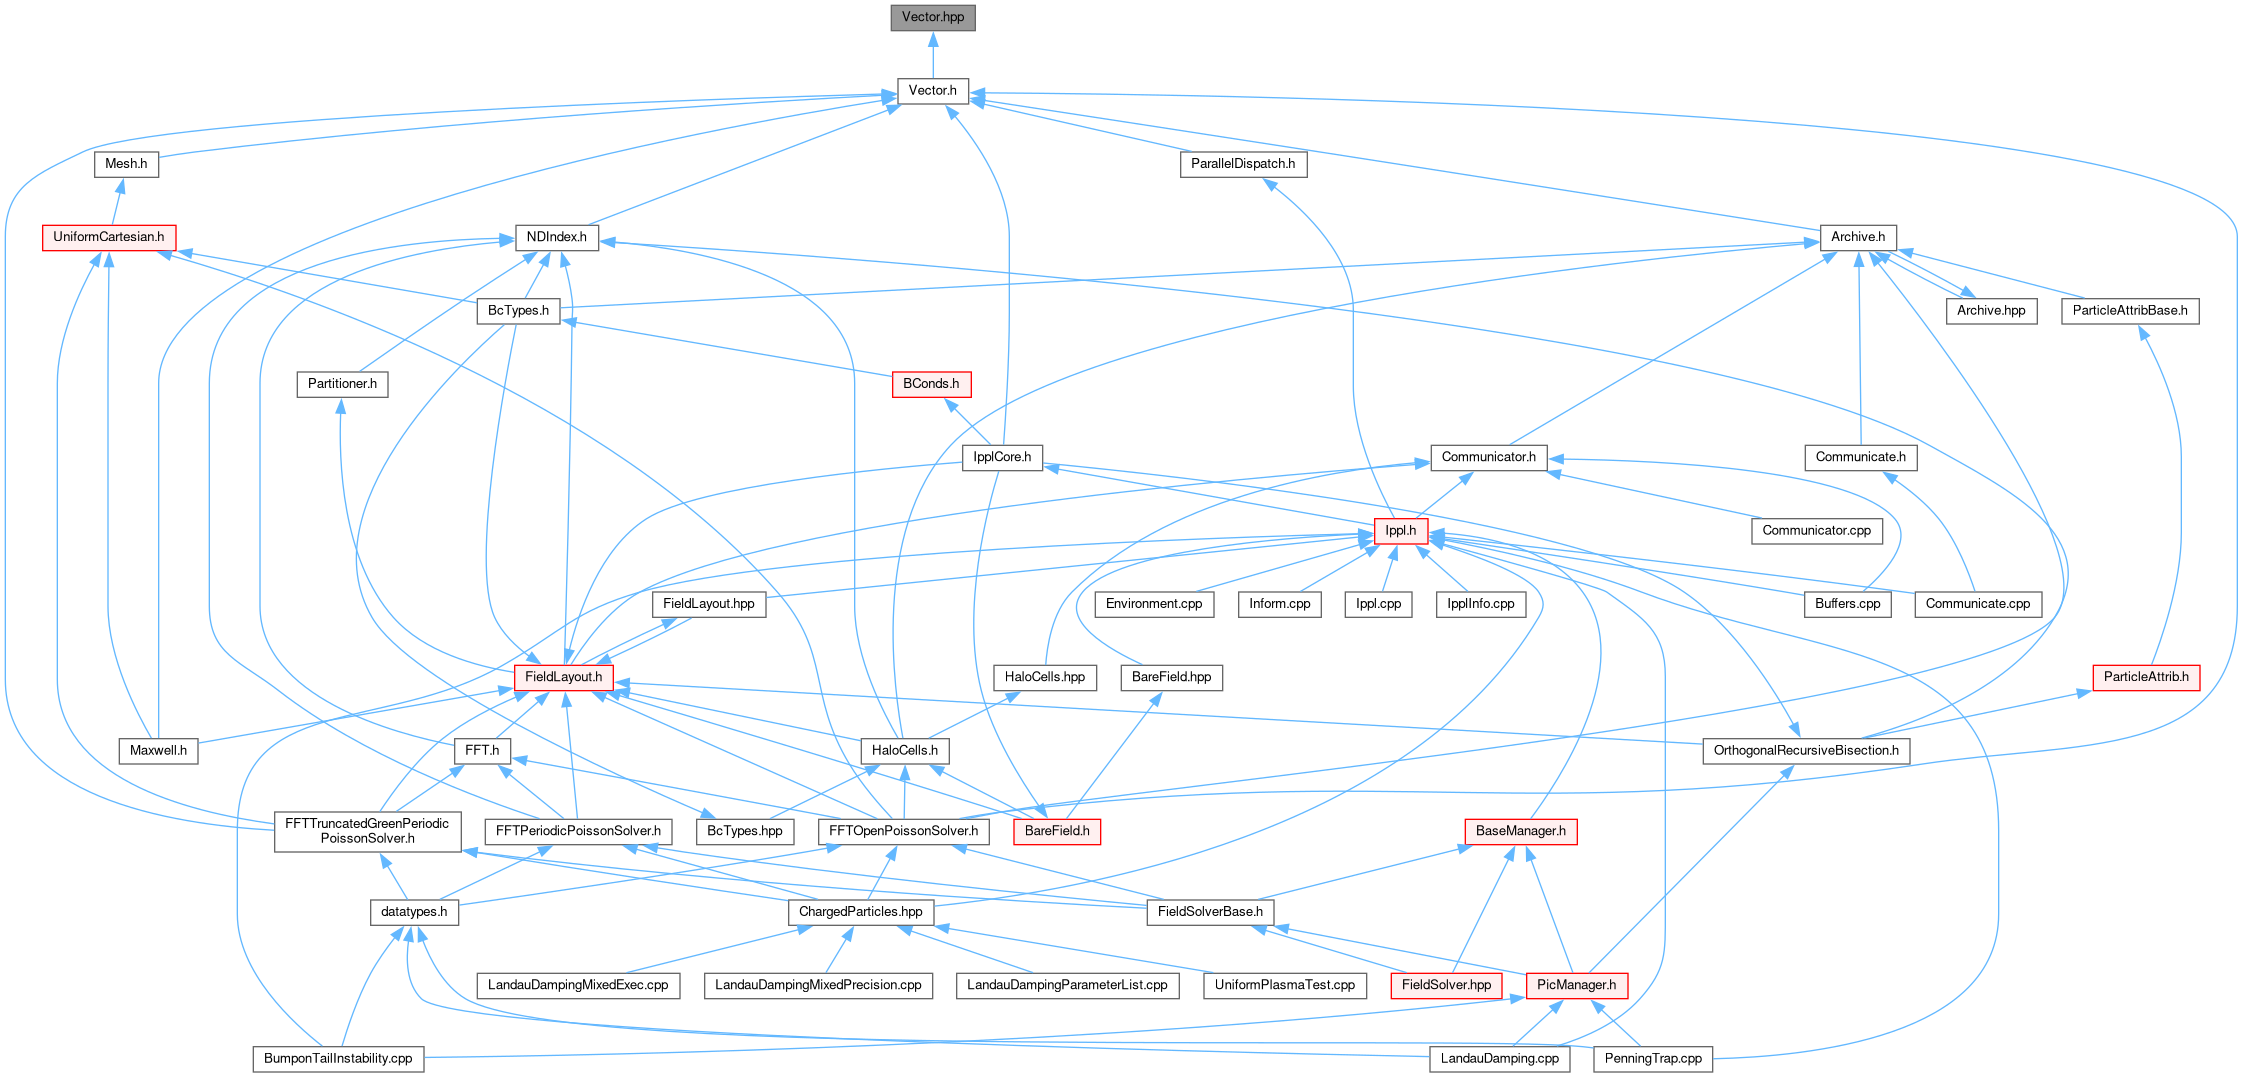 Vector.hpp
Vector.h
Mesh.h
ParallelDispatch.h
UniformCartesian.h
NDIndex.h
Archive.h
BcTypes.h
Archive.hpp
ParticleAttribBase.h
Partitioner.h
BConds.h
IpplCore.h
Communicator.h
Communicate.h
Ippl.h
Communicator.cpp
FieldLayout.hpp
Environment.cpp
Inform.cpp
Ippl.cpp
IpplInfo.cpp
Buffers.cpp
Communicate.cpp
FieldLayout.h
HaloCells.hpp
BareField.hpp
ParticleAttrib.h
Maxwell.h
FFT.h
HaloCells.h
OrthogonalRecursiveBisection.h
FFTTruncatedGreenPeriodic
PoissonSolver.h
FFTPeriodicPoissonSolver.h
BcTypes.hpp
FFTOpenPoissonSolver.h
BareField.h
BaseManager.h
datatypes.h
ChargedParticles.hpp
FieldSolverBase.h
LandauDampingMixedExec.cpp
LandauDampingMixedPrecision.cpp
LandauDampingParameterList.cpp
UniformPlasmaTest.cpp
FieldSolver.hpp
PicManager.h
BumponTailInstability.cpp
LandauDamping.cpp
PenningTrap.cpp